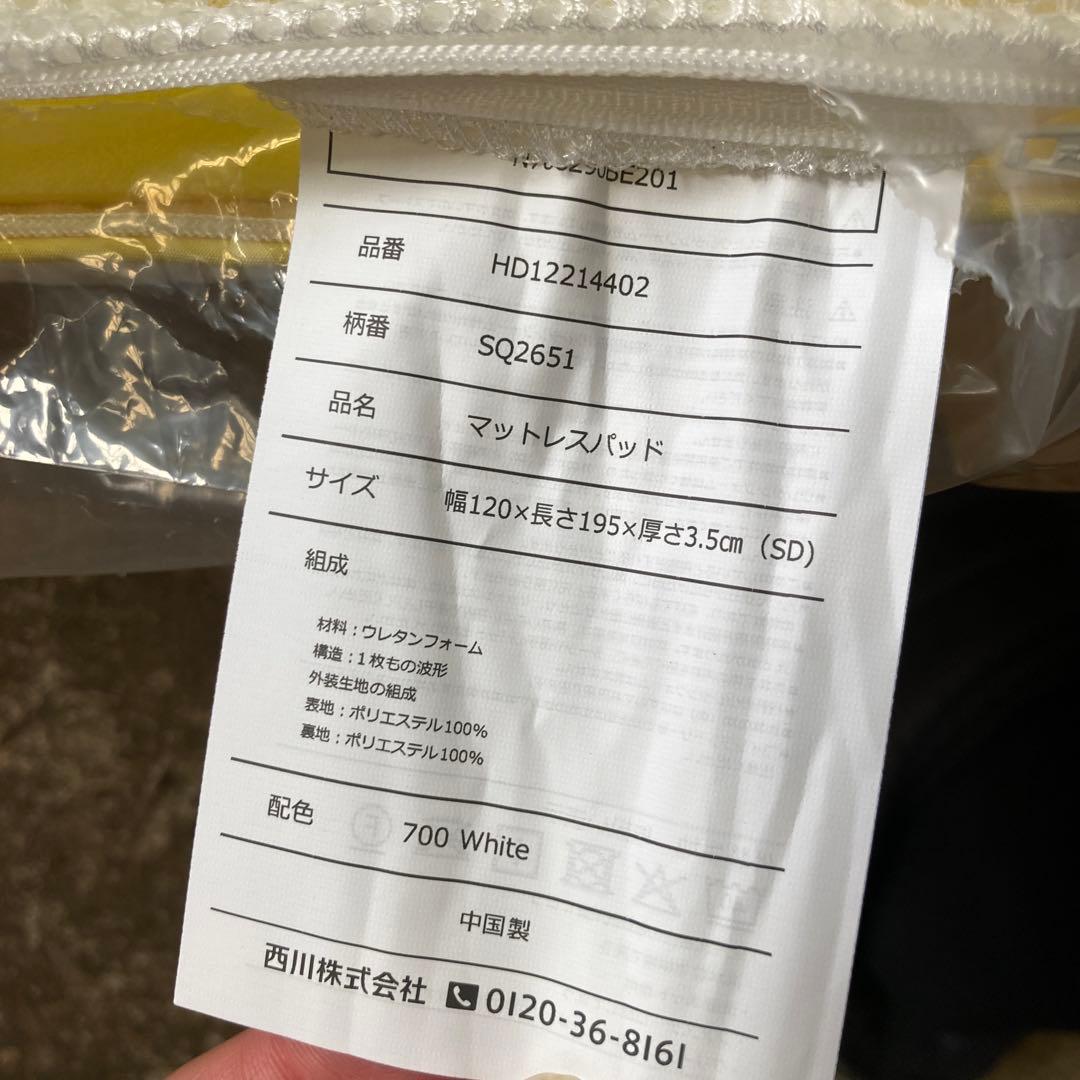 品番 HD12214402
柄番 SQ2651
品名 マットレスパッド
サイズ 幅120×長さ195×厚さ3.5㎝（SD）
組成
材料：ウレタンフォーム
構造：1枚もの波形
外装生地の組成
表地：ポリエステル100%
裏地：ポリエステル100%
配色 700 White
中国製
西川株式会社 0120-36-8161